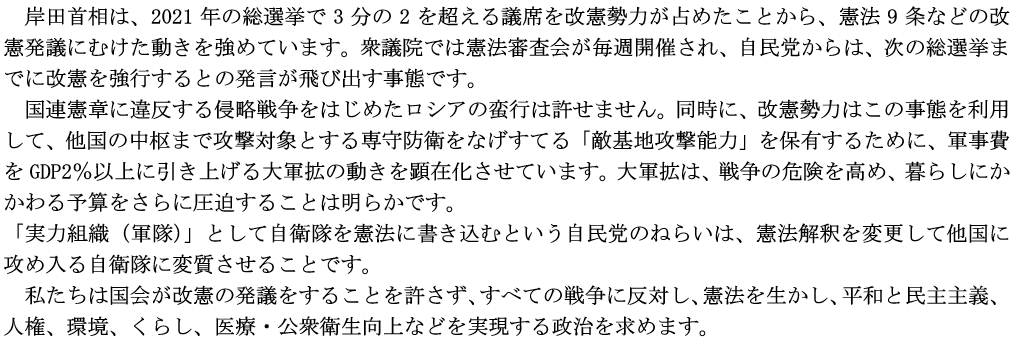 岸田首相は、2021 年の総選挙で 3 分の 2 を超える議席を改憲勢力が占めたことから、憲法 9 条などの改
憲発議にむけた動きを強めています。衆議院では憲法審査会が毎週開催され、自民党からは、次の総選挙ま
でに改憲を強行するとの発言が飛び出す事態です。
国連憲章に違反する侵略戦争をはじめたロシアの蛮行は許せません。同時に、改憲勢力はこの事態を利用
して、他国の中枢まで攻撃対象とする専守防衛をなげすてる「敵基地攻撃能力」を保有するために、軍事費
を GDP2％以上に引き上げる大軍拡の動きを顕在化させています。大軍拡は、戦争の危険を高め、暮らしにか
かわる予算をさらに圧迫することは明らかです。
「実力組織（軍隊)」として自衛隊を憲法に書き込むという自民党のねらいは、憲法解釈を変更して他国に
攻め入る自衛隊に変質させることです。
私たちは国会が改憲の発議をすることを許さず、すべての戦争に反対し、憲法を生かし、平和と民主主義、
人権、環境、くらし、医療・公衆衛生向上などを実現する政治を求めます。